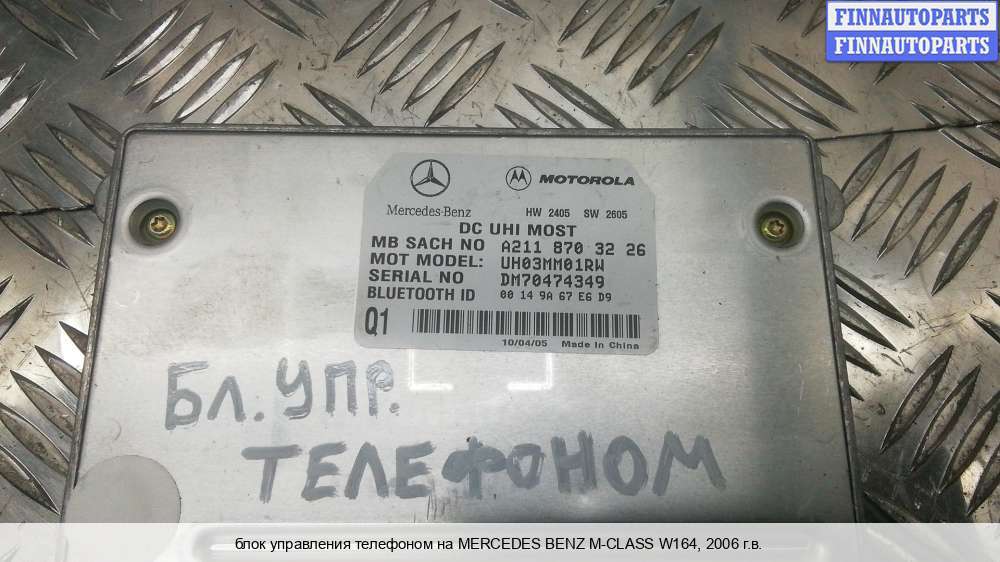 FINNAUTOPARTS
FINNAUTOPARTS
MOTOROLA
Mercedes-Benz
HW 2405 SW 2605
DC UHI MOST
MB SACH NO A211 870 32 26
MOT MODEL: UH03MM01RW
SERIAL NO DM70474349
BLUETOOTH ID 00 14 9A 67 E6 D9
Q1
10/04/05 Made In China
Бл. УПР.
ТЕЛЕФОНОМ
блок управления телефоном на MERCEDES BENZ M-CLASS W164, 2006 г.в.